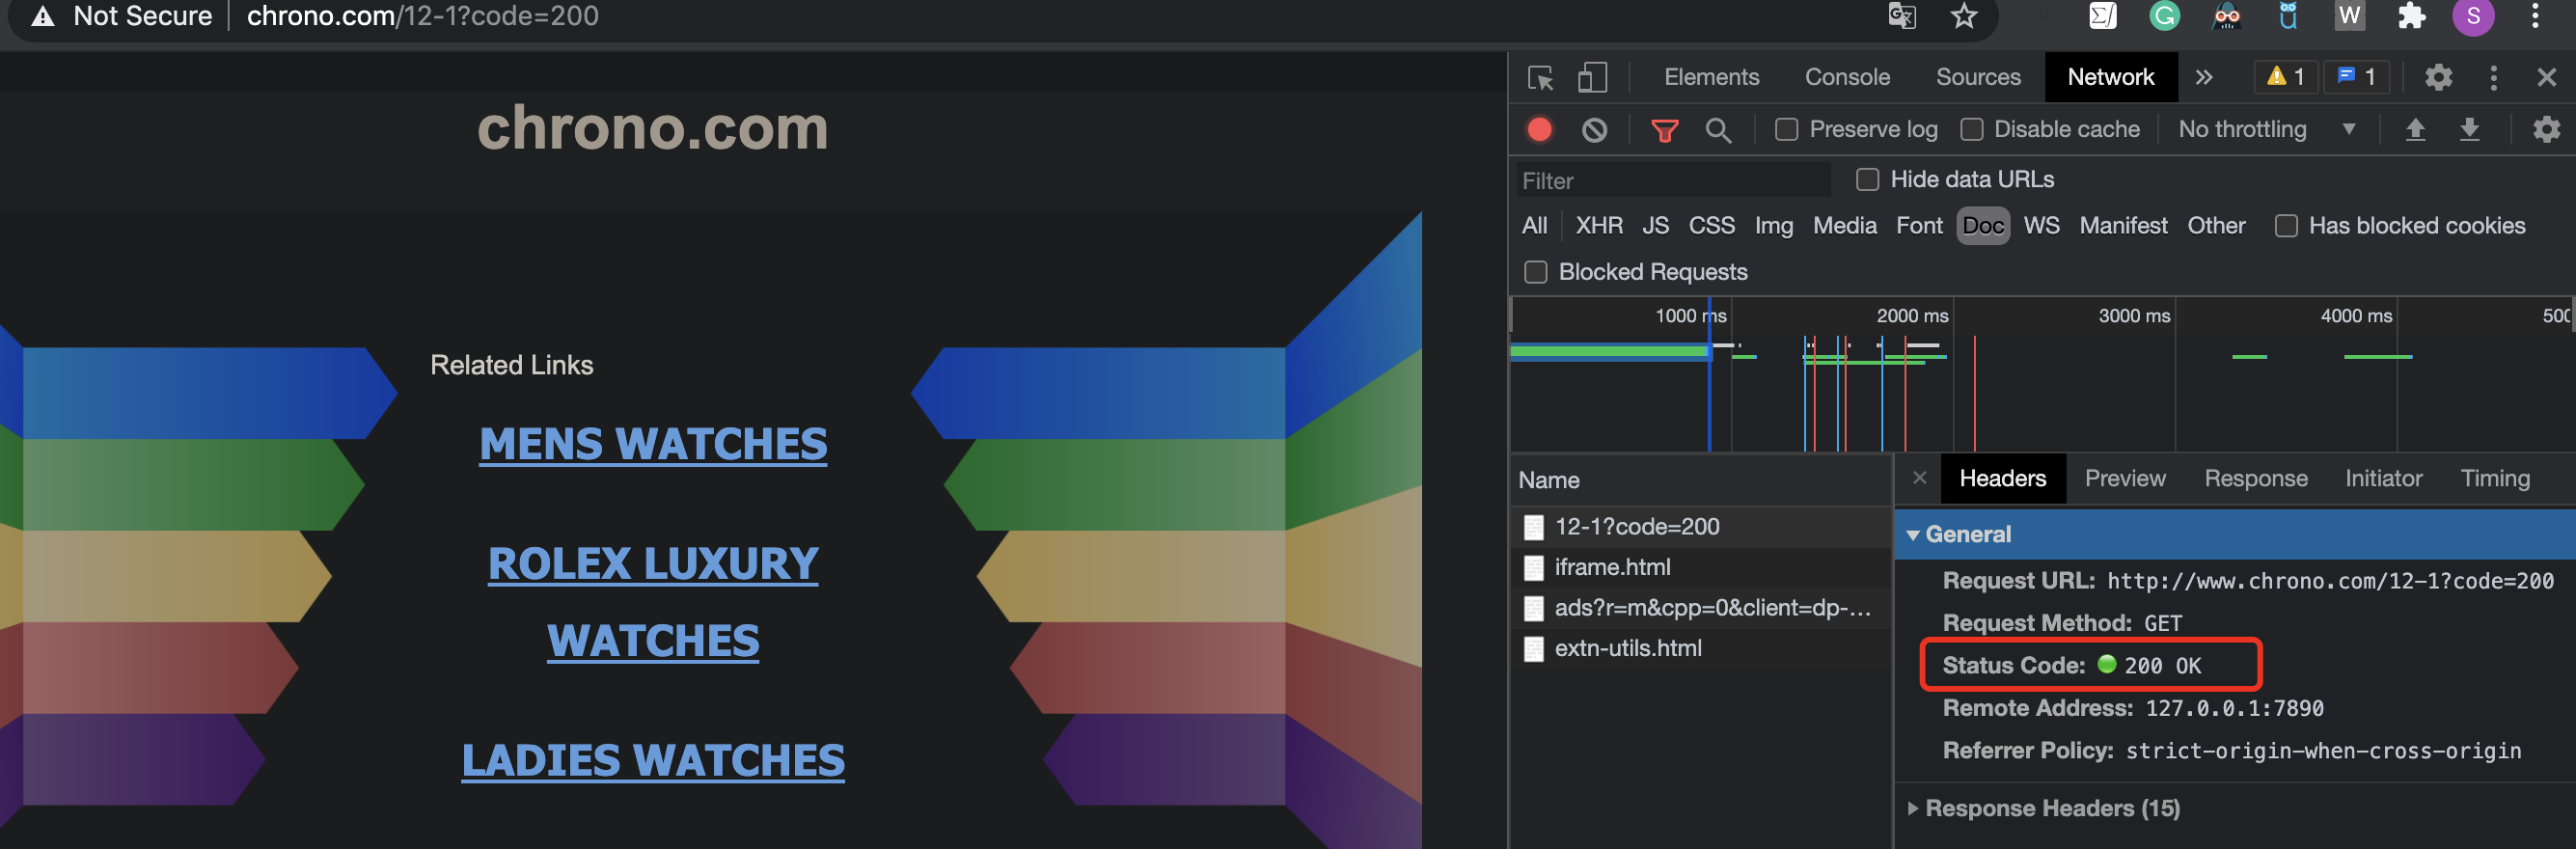 Not Secure chrono.com/12-1?code=200
W S
Elements Console Sources Network 1 1
Preserve log Disable cache No throttling
Filter Hide data URLs
All XHR JS CSS Img Media Font Doc WS Manifest Other Has blocked cookies
Blocked Requests
1000 ms 2000 ms 3000 ms 4000 ms
chrono.com
Related Links
MENS WATCHES
ROLEX LUXURY
WATCHES
LADIES WATCHES
Name
12-1?code=200
iframe.html
ads?r=m&cpp=0&client=dp-...
extn-utils.html
Headers Preview Response Initiator Timing
General
Request URL: http://www.chrono.com/12-1?code=200
Request Method: GET
Status Code: 200 OK
Remote Address: 127.0.0.1:7890
Referrer Policy: strict-origin-when-cross-origin
Response Headers (15)